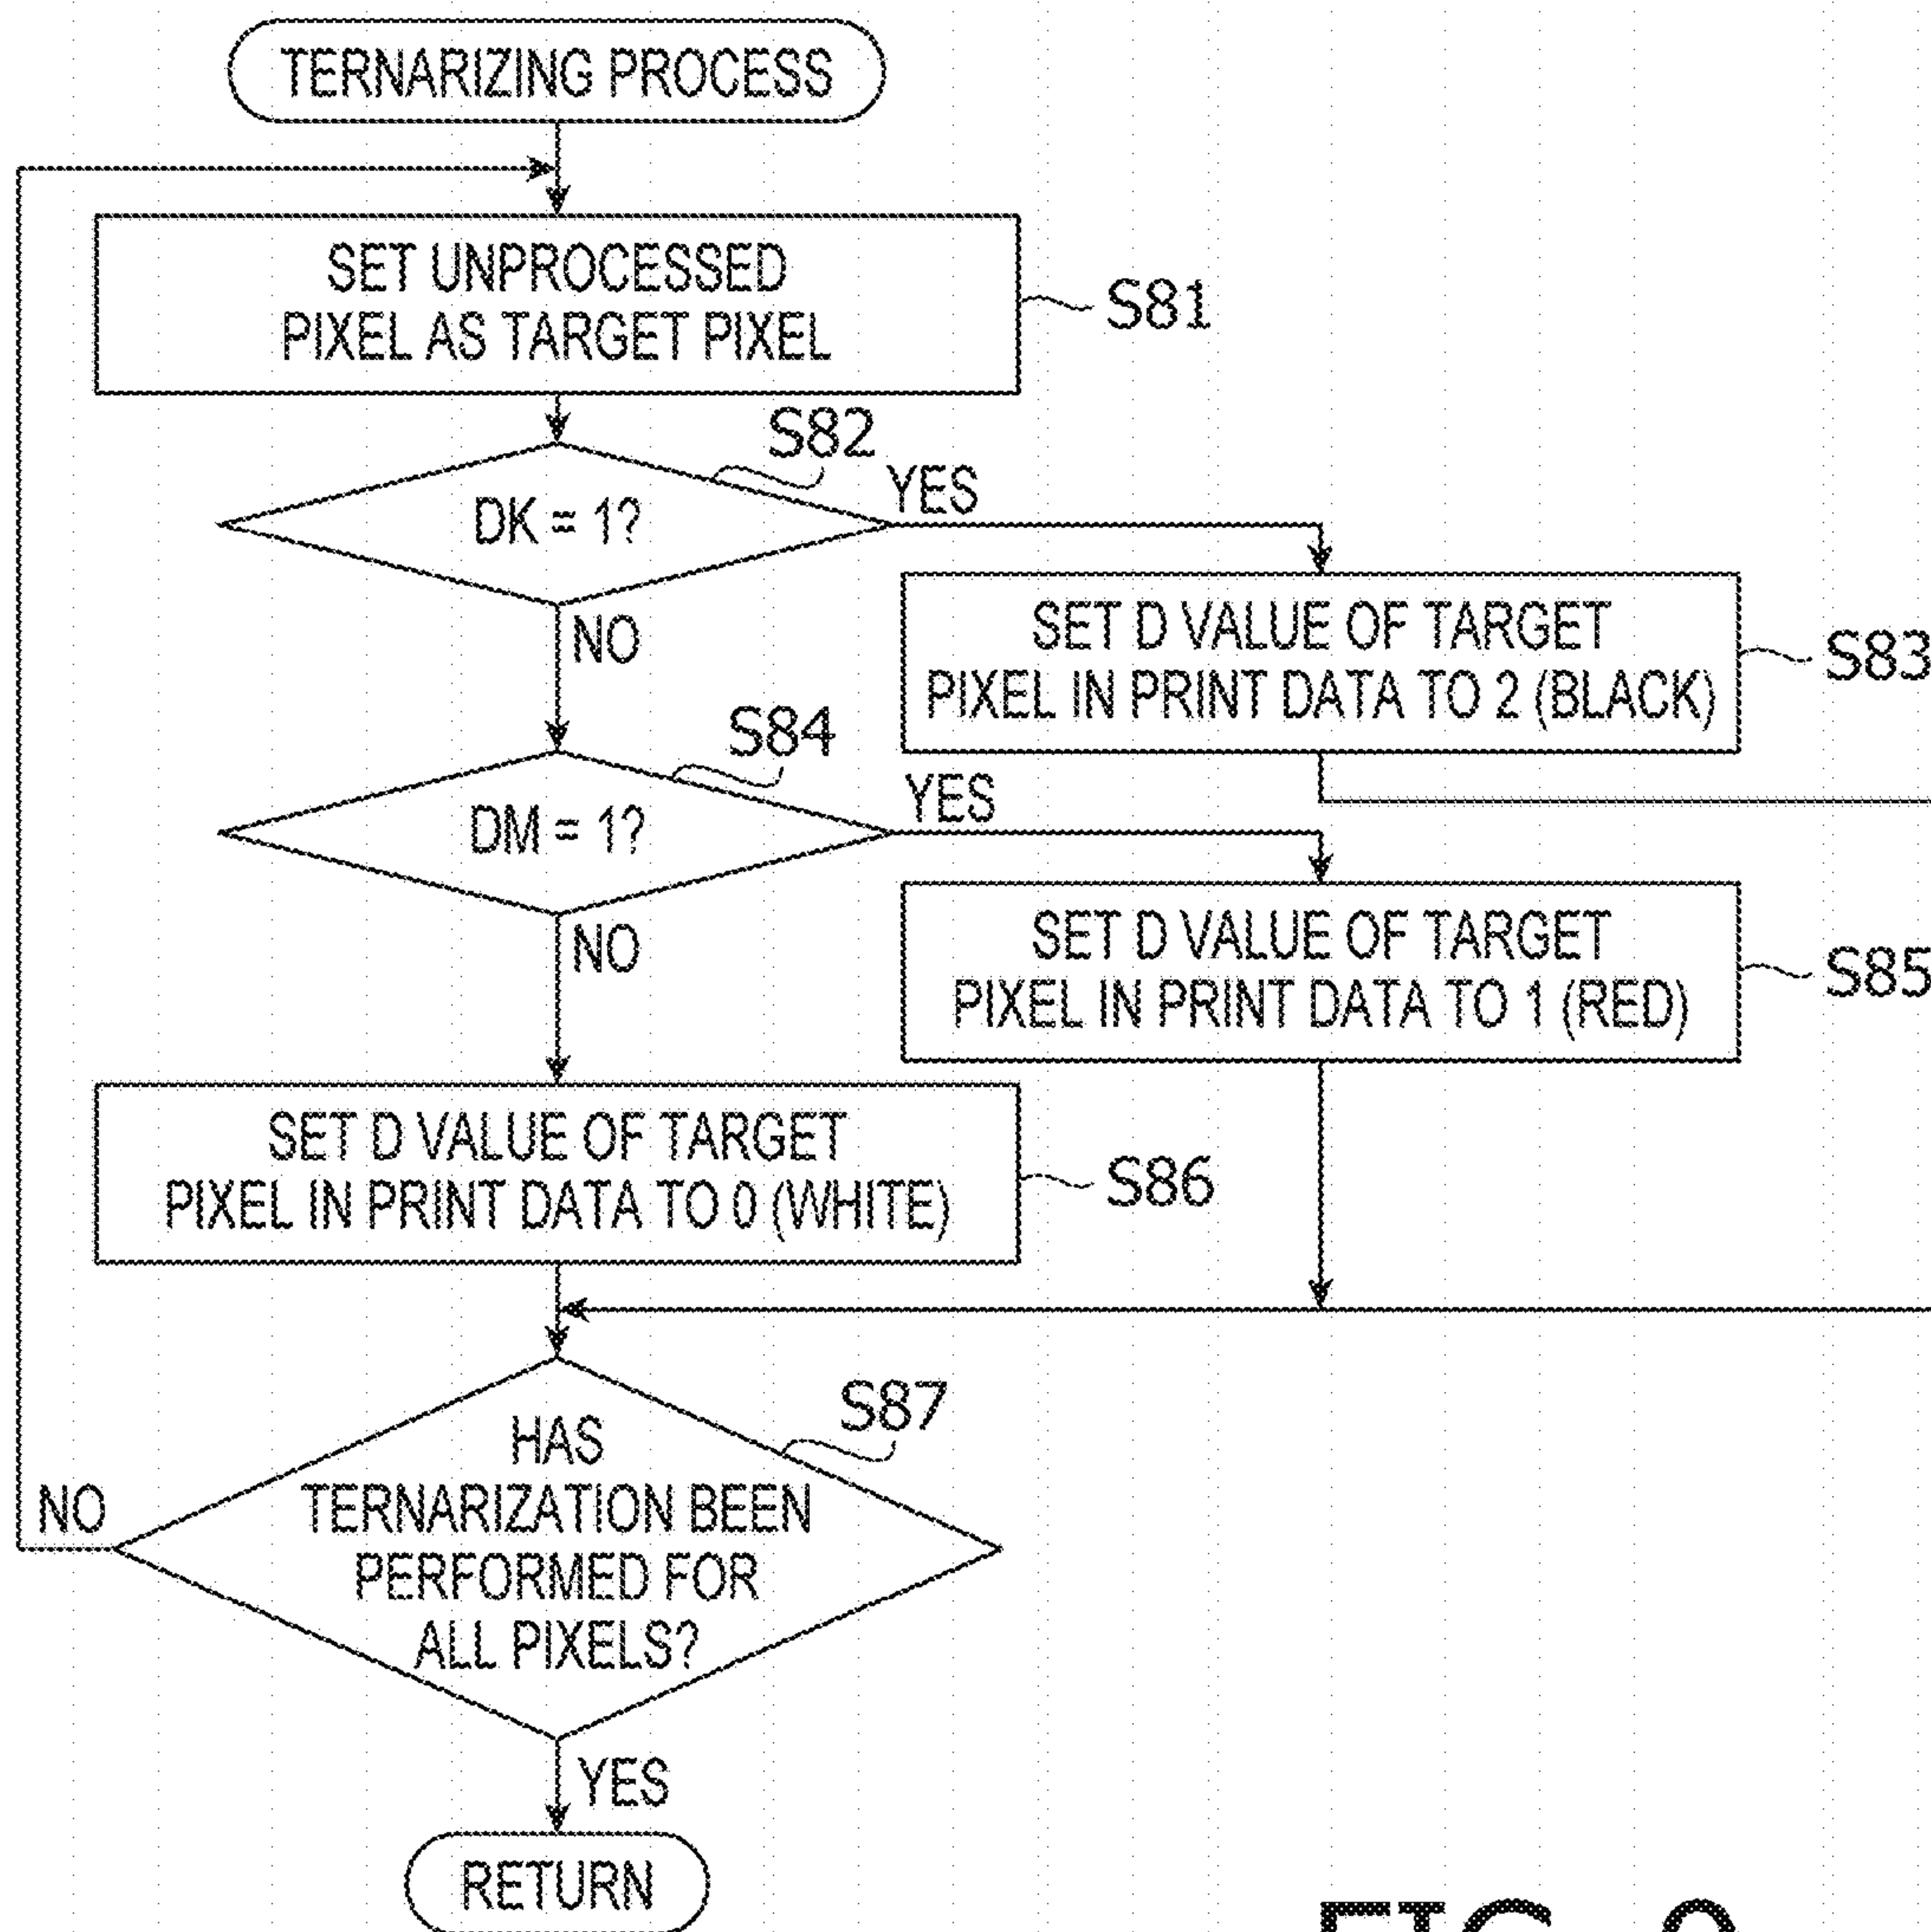 TERNARIZING PROCESS
SET UNPROCESSED
PIXEL AS TARGET PIXEL
S81
S82
DK = 1?
YES
NO
SET D VALUE OF TARGET
PIXEL IN PRINT DATA TO 2 (BLACK)
S83
S84
DM = 1?
YES
NO
SET D VALUE OF TARGET
PIXEL IN PRINT DATA TO 1 (RED)
S85
SET D VALUE OF TARGET
PIXEL IN PRINT DATA TO 0 (WHITE)
S86
S87
HAS
TERNARIZATION BEEN
PERFORMED FOR
ALL PIXELS?
NO
YES
RETURN
FIG.